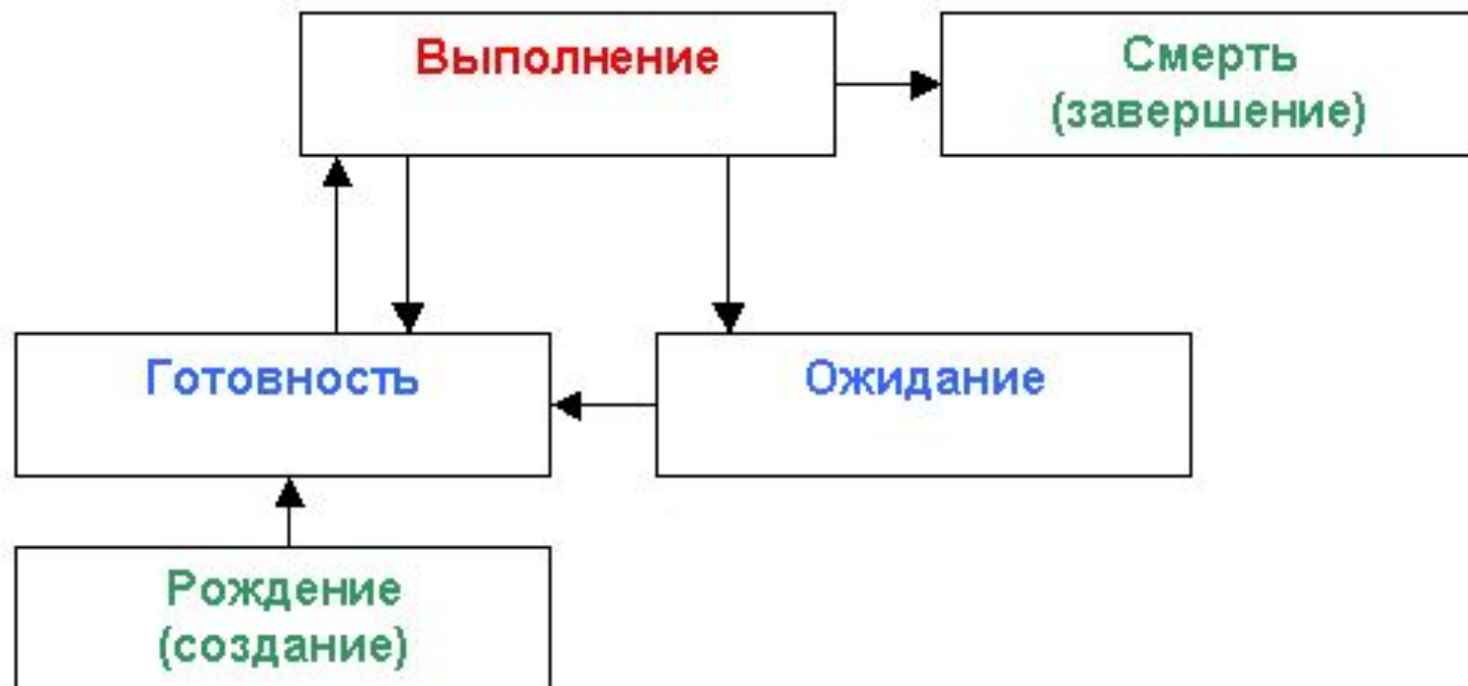 Выполнение
Смерть
(завершение)
Готовность
Ожидание
Рождение
(создание)